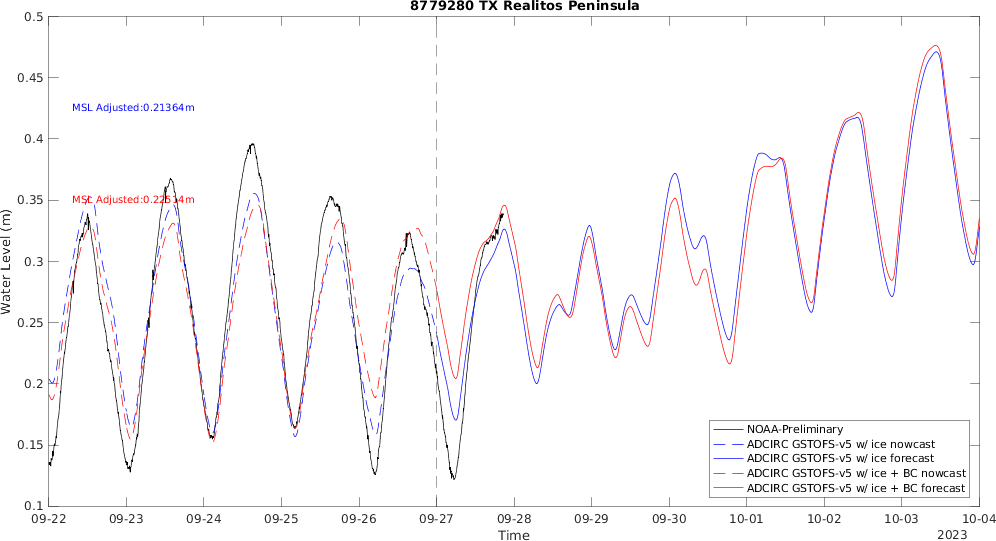 8779280 TX Realitos Peninsula
0.5
0.45
0.4
0.35
0.3
0.25
0.2
0.15
0.1
Water Level (m)
MSL Adjusted:0.21364m
MSL Adjusted:0.22514m
NOAA-Preliminary
ADCIRC GSTOFS-v5 w/ ice nowcast
ADCIRC GSTOFS-v5 w/ ice forecast
ADCIRC GSTOFS-v5 w/ ice + BC nowcast
ADCIRC GSTOFS-v5 w/ ice + BC forecast
09-22 09-23 09-24 09-25 09-26 09-27 09-28 09-29 09-30 10-01 10-02 10-03 10-04
Time
2023